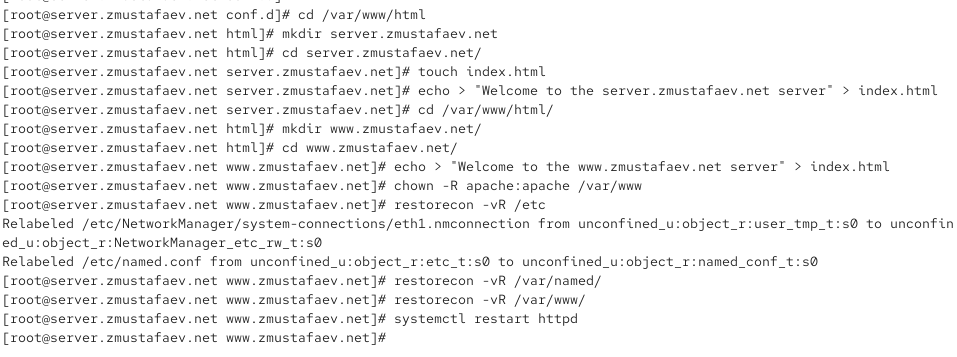 [root@server.zmustafaev.net conf.d]# cd /var/www/html
[root@server.zmustafaev.net html]# mkdir server.zmustafaev.net
[root@server.zmustafaev.net html]# cd server.zmustafaev.net/
[root@server.zmustafaev.net server.zmustafaev.net]# touch index.html
[root@server.zmustafaev.net server.zmustafaev.net]# echo > "Welcome to the server.zmustafaev.net server" > index.html
[root@server.zmustafaev.net server.zmustafaev.net]# cd /var/www/html/
[root@server.zmustafaev.net html]# mkdir www.zmustafaev.net/
[root@server.zmustafaev.net html]# cd www.zmustafaev.net/
[root@server.zmustafaev.net www.zmustafaev.net]# echo > "Welcome to the www.zmustafaev.net server" > index.html
[root@server.zmustafaev.net www.zmustafaev.net]# chown -R apache:apache /var/www
[root@server.zmustafaev.net www.zmustafaev.net]# restorecon -vR /etc
Relabeled /etc/NetworkManager/system-connections/eth1.nmconnection from unconfined_u:object_r:user_tmp_t:s0 to unconfin
ed_u:object_r:NetworkManager_etc_rw_t:s0
Relabeled /etc/named.conf from unconfined_u:object_r:etc_t:s0 to unconfined_u:object_r:named_conf_t:s0
[root@server.zmustafaev.net www.zmustafaev.net]# restorecon -vR /var/named/
[root@server.zmustafaev.net www.zmustafaev.net]# restorecon -vR /var/www/
[root@server.zmustafaev.net www.zmustafaev.net]# systemctl restart httpd
[root@server.zmustafaev.net www.zmustafaev.net]#